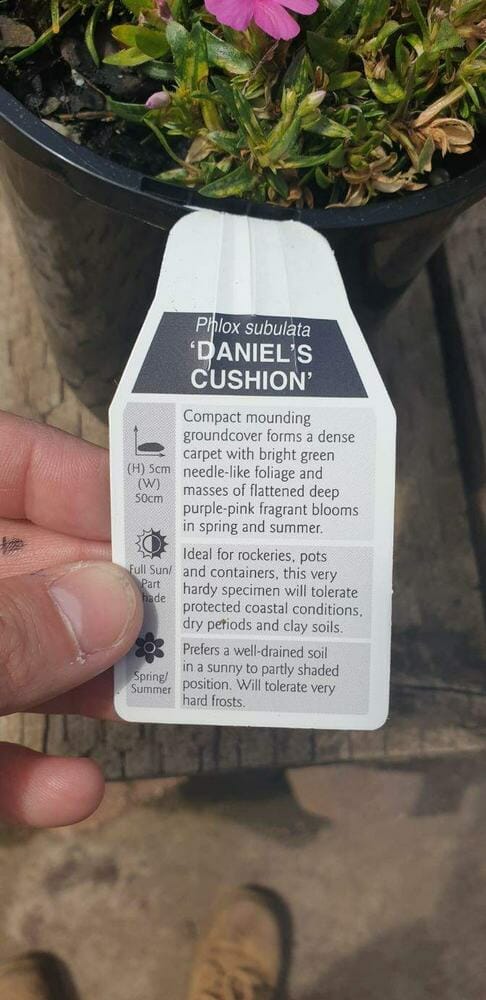 Phlox subulata
‘DANIEL’S
CUSHION’
(H) 5cm
(W)
50cm
Compact mounding
groundcover forms a dense
carpet with bright green
needle-like foliage and
masses of flattened deep
purple-pink fragrant blooms
in spring and summer.
Full Sun/
Part
Ideal for rockeries, pots
and containers, this very
hardy specimen will tolerate
protected coastal conditions,
dry periods and clay soils.
Spring/
Summer
Prefers a well-drained soil
in a sunny to partly shaded
position. Will tolerate very
hard frosts.